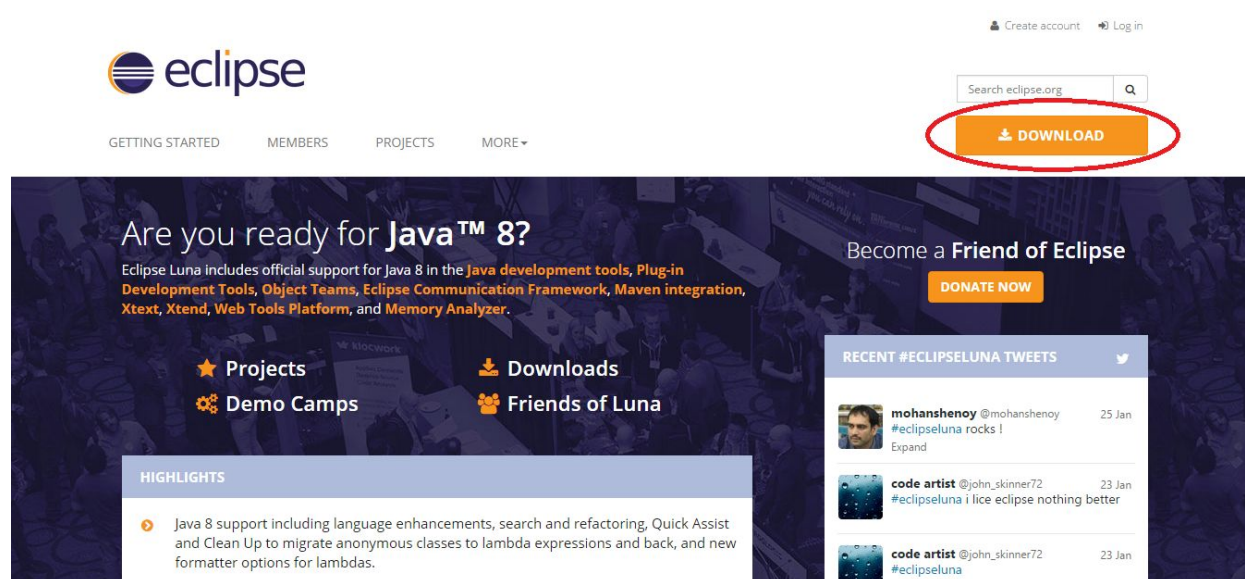 Create account Log in
eclipse
Search eclipse.org
DOWNLOAD
GETTING STARTED MEMBERS PROJECTS MORE
Are you ready for Java™ 8?
Eclipse Luna includes official support for Java 8 in the Java development tools, Plug-in
Development Tools, Object Teams, Eclipse Communication Framework, Maven integration,
Xtext, Xtend, Web Tools Platform, and Memory Analyzer.
Projects Downloads
Demo Camps Friends of Luna
HIGHLIGHTS
Java 8 support including language enhancements, search and refactoring, Quick Assist
and Clean Up to migrate anonymous classes to lambda expressions and back, and new
formatter options for lambdas.
Become a Friend of Eclipse
DONATE NOW
RECENT #ECLIPSELUNA TWEETS
mohanshenoy @mohanshenoy 25 Jan
#eclipseluna rocks !
Expand
code artist @john_skinner72 23 Jan
#eclipseluna i lice eclipse nothing better
code artist @john_skinner72 23 Jan
#eclipseluna
klocwork